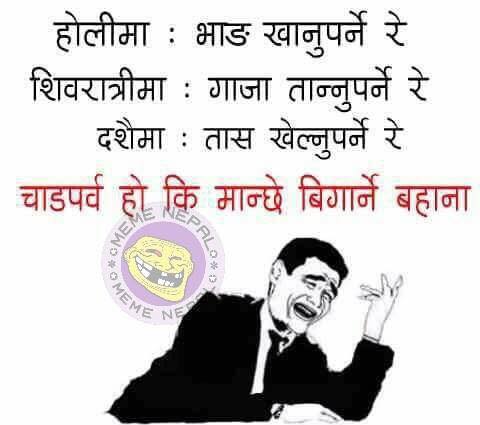 होलीमा : भाङ खानुपर्ने रे
शिवरात्रीमा : गाजा तान्नुपर्ने रे
दशैमा : तास खेल्नुपर्ने रे
चाडपर्व हो कि मान्छे बिगार्ने बहाना
MEME NEPAL
MEME NEPAL